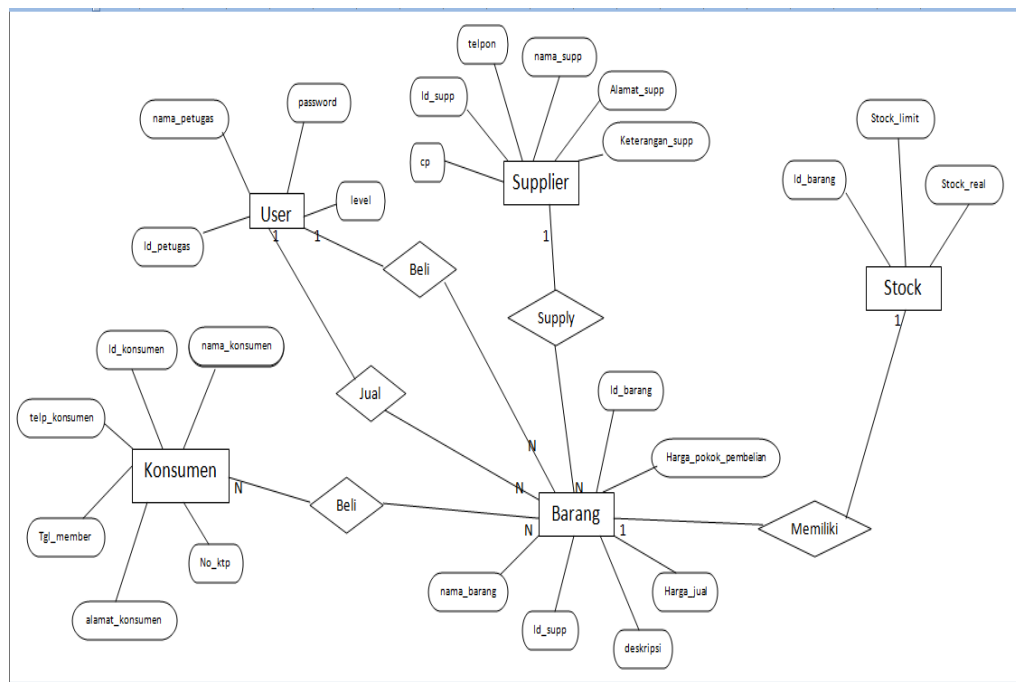 telpon
nama_supp
Id_supp
Alamat_supp
password
nama_petugas
Keterangan_supp
Stock_limit
cp
Supplier
Id_barang
Stock_real
level
User
1
1
1
Id_petugas
Beli
Stock
Supply
1
Id_konsumen
nama_konsumen
Jual
Id_barang
telp_konsumen
N
Harga_pokok_pembelian
Konsumen
N
N
N
Beli
Barang
N
1
Memiliki
Tgl_member
No_ktp
nama_barang
Harga_jual
alamat_konsumen
Id_supp
deskripsi